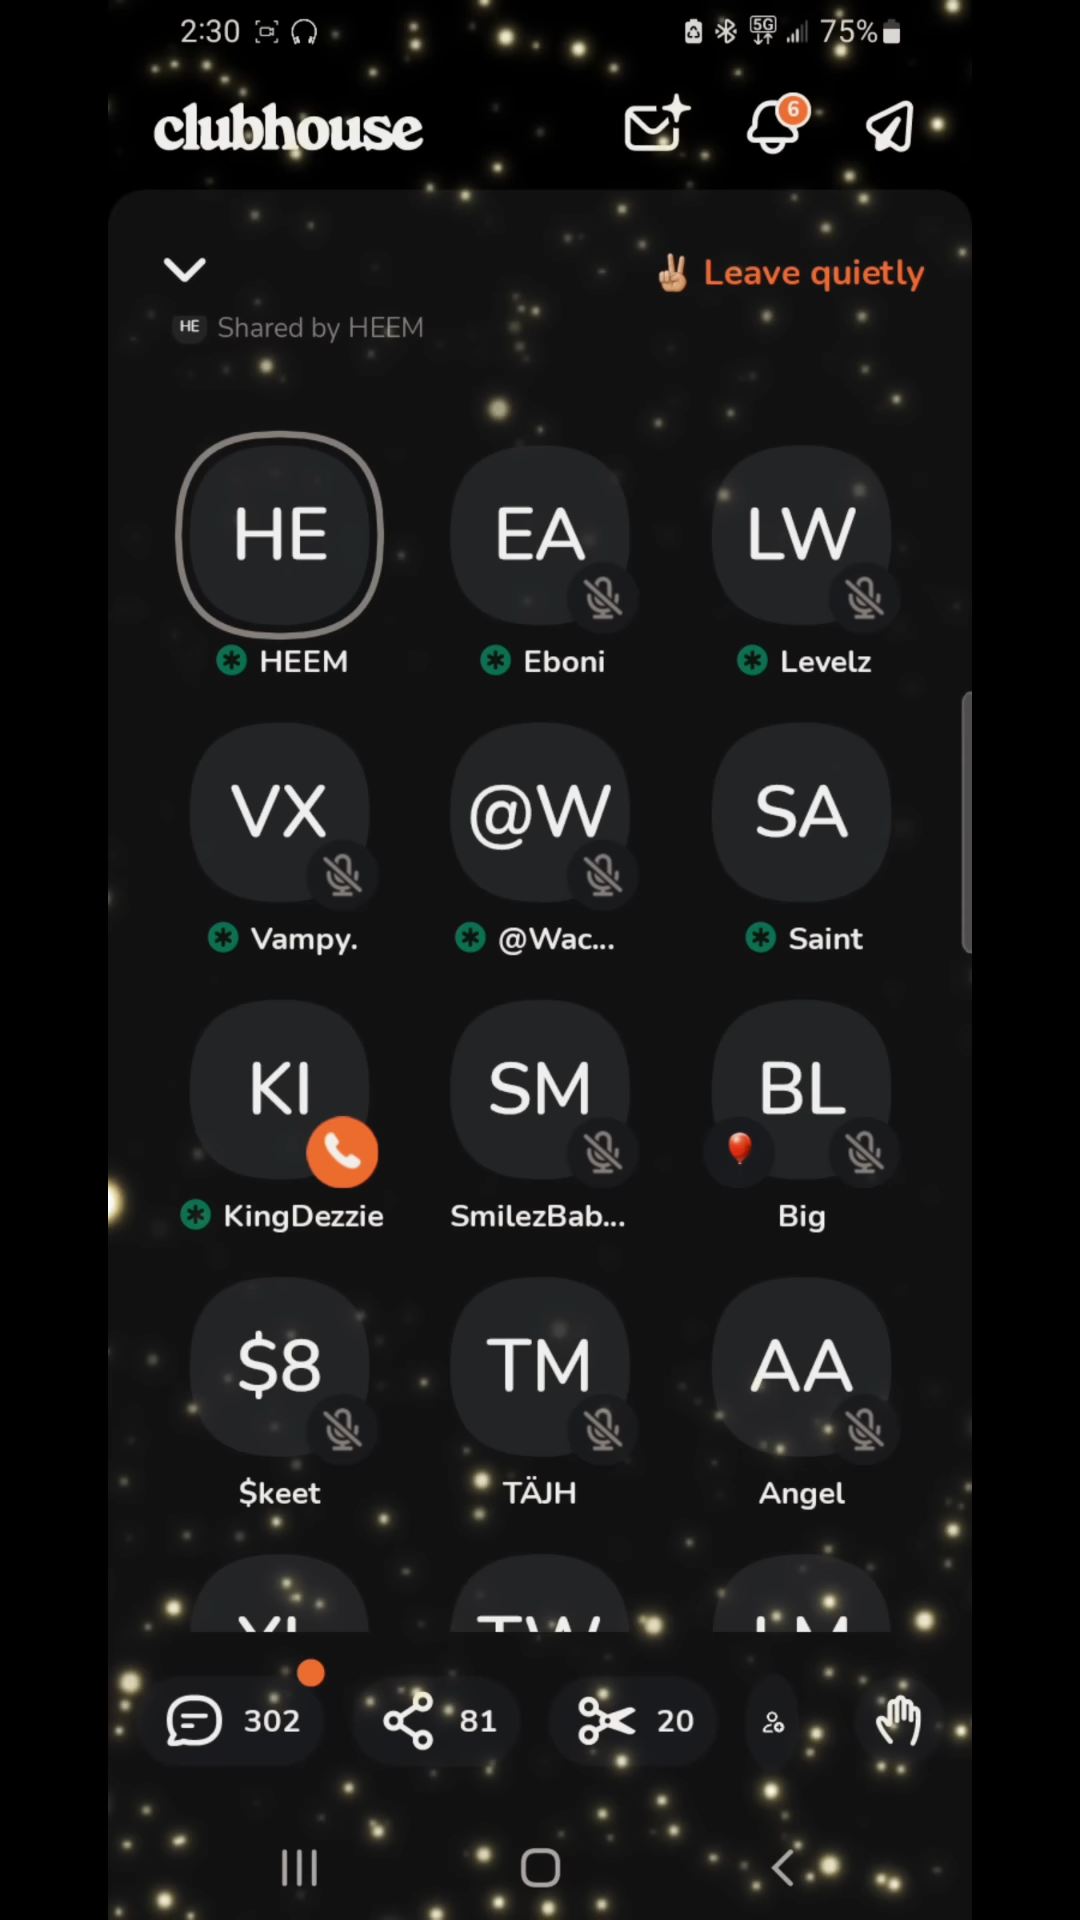 2:30 5G 75%
clubhouse 6
✌🏼 Leave quietly
HE Shared by HEEM
HE EA LW
HEEM Eboni Levelz
VX @W SA
Vampy. @Wac... Saint
KI SM BL
KingDezzie SmilezBab... Big
$8 TM AA
$keet TÄJH Angel
302 81 20